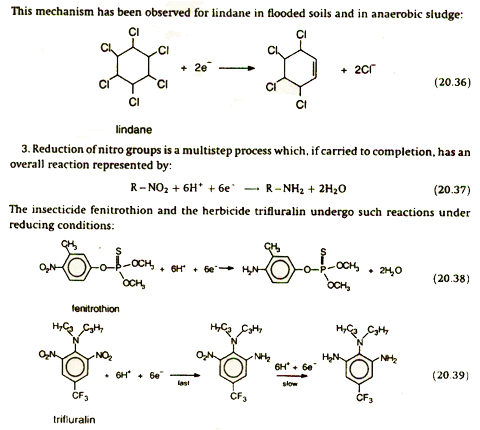 This mechanism has been observed for lindane in flooded soils and in anaerobic sludge:
Cl Cl
Cl Cl Cl
+ 2e⁻ ⟶ + 2Cl⁻
Cl Cl Cl
Cl Cl
(20.36)
lindane
3. Reduction of nitro groups is a multistep process which, if carried to completion, has an
overall reaction represented by:
R–NO₂ + 6H⁺ + 6e⁻ ⟶ R–NH₂ + 2H₂O (20.37)
The insecticide fenitrothion and the herbicide trifluralin undergo such reactions under
reducing conditions:
CH₃ S CH₃ S
O₂N O–P–OCH₃ + 6H⁺ + 6e⁻ ⟶ H₂N O–P–OCH₃ + 2H₂O
OCH₃ OCH₃ (20.38)
fenitrothion
H₇C₃ C₃H₇ H₇C₃ C₃H₇ H₇C₃ C₃H₇
N N N
O₂N NO₂ O₂N NH₂ H₂N NH₂
+ 6H⁺ + 6e⁻ ⟶ 6H⁺ + 6e⁻ ⟶ (20.39)
fast slow
CF₃ CF₃ CF₃
trifluralin